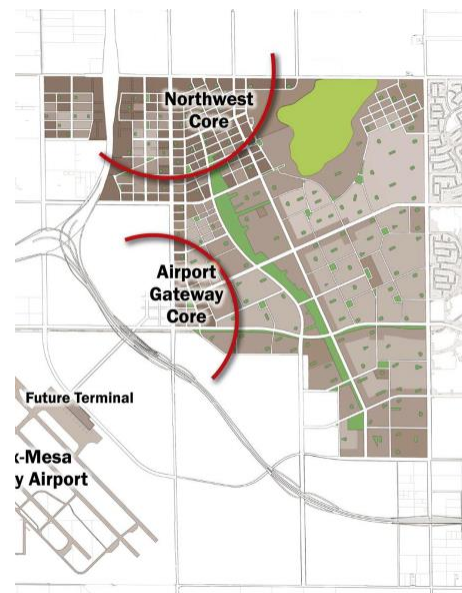 Northwest
Core
Airport
Gateway
Core
Future Terminal
x-Mesa
y Airport